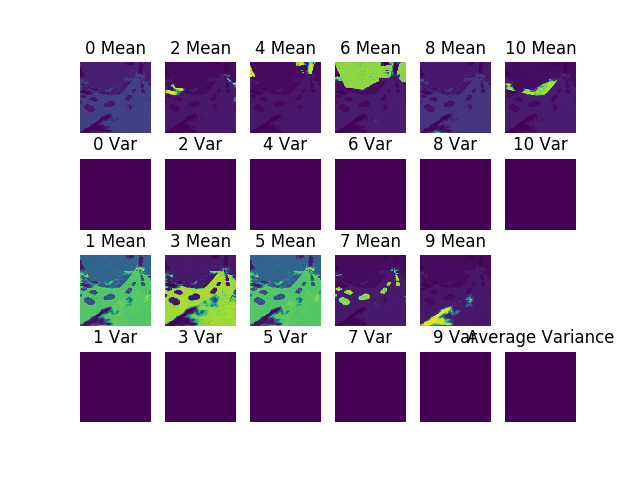 0 Mean 2 Mean 4 Mean 6 Mean 8 Mean 10 Mean
0 Var 2 Var 4 Var 6 Var 8 Var 10 Var
1 Mean 3 Mean 5 Mean 7 Mean 9 Mean
1 Var 3 Var 5 Var 7 Var 9 Var Average Variance